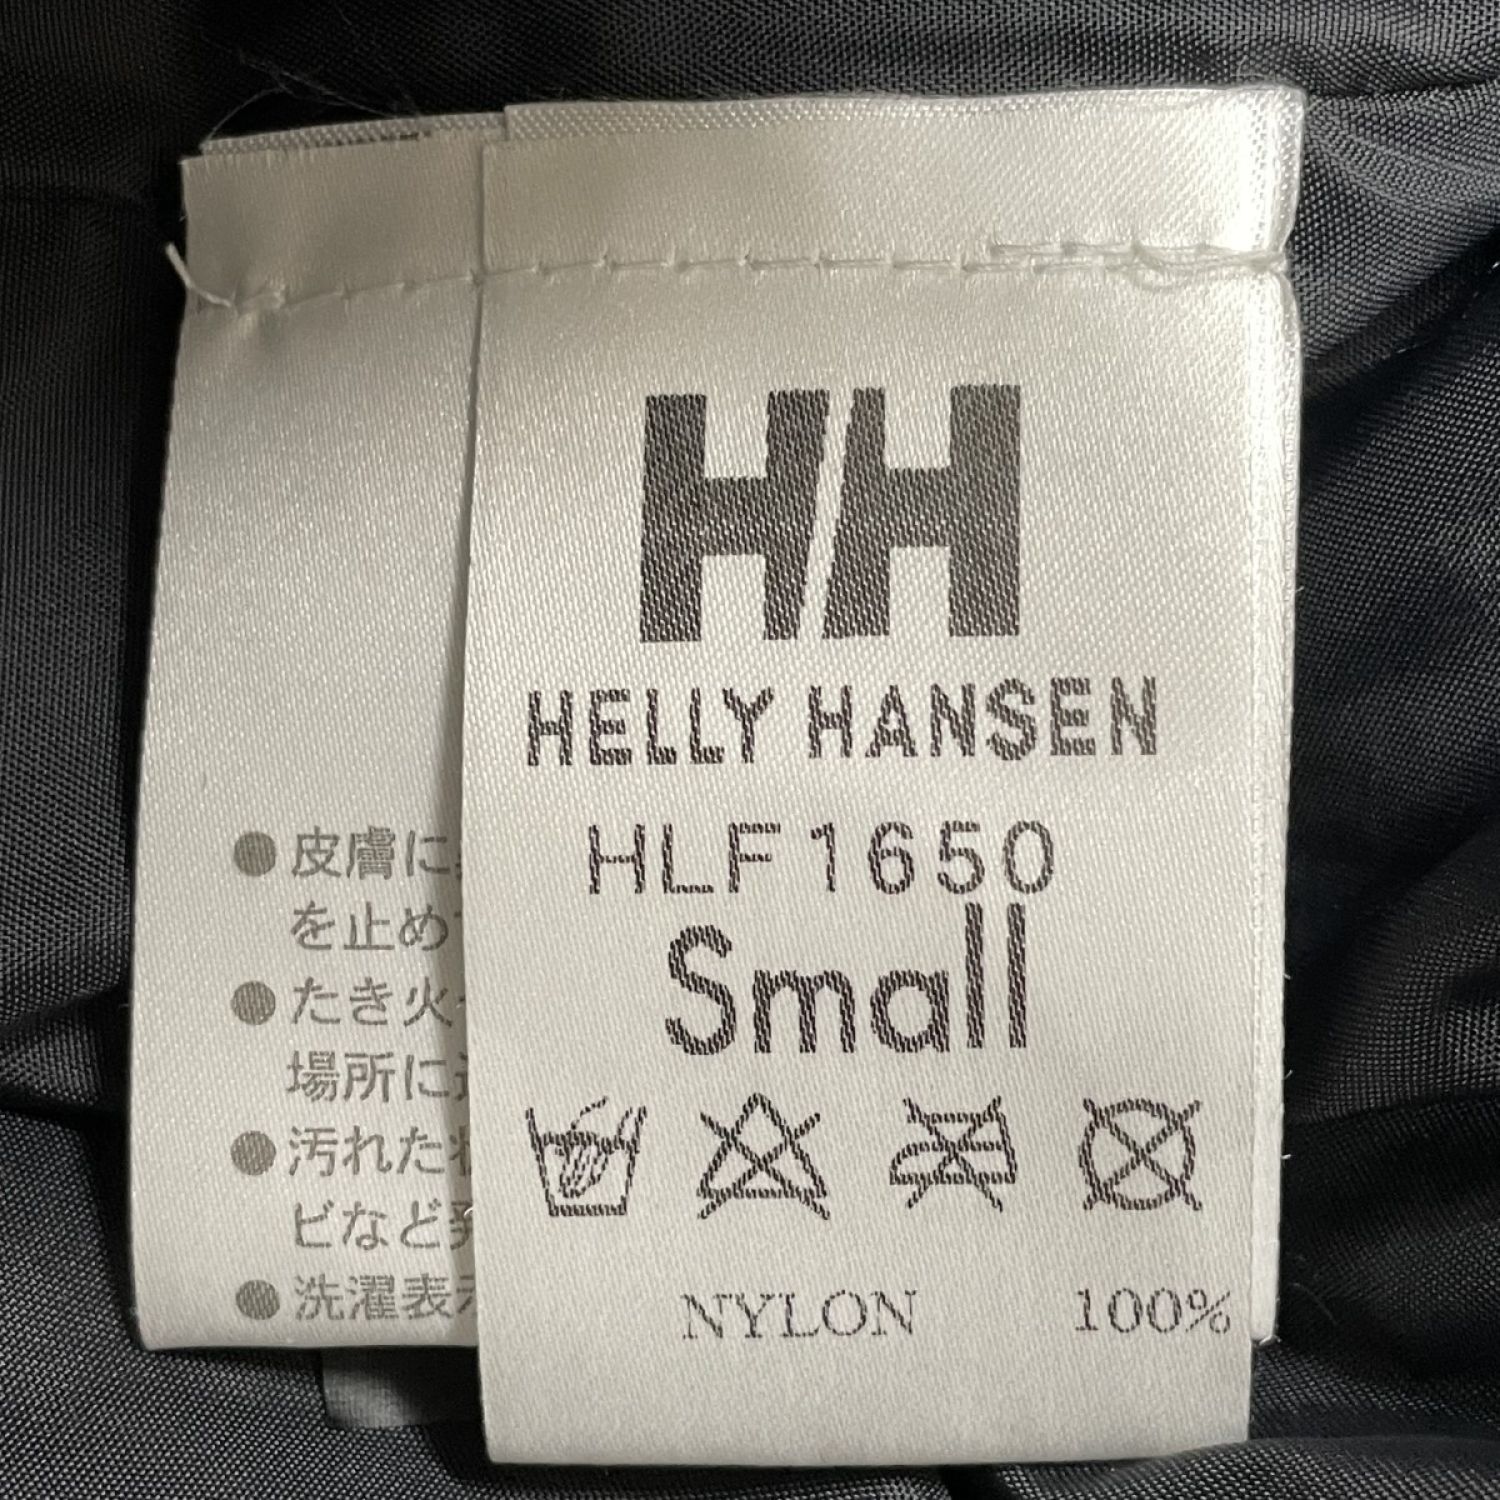 HH
HELLY HANSEN
HLF1650
Small
NYLON 100%
● 皮膚に
を止め
● たき火
場所に
● 汚れた
ビなど
● 洗濯表